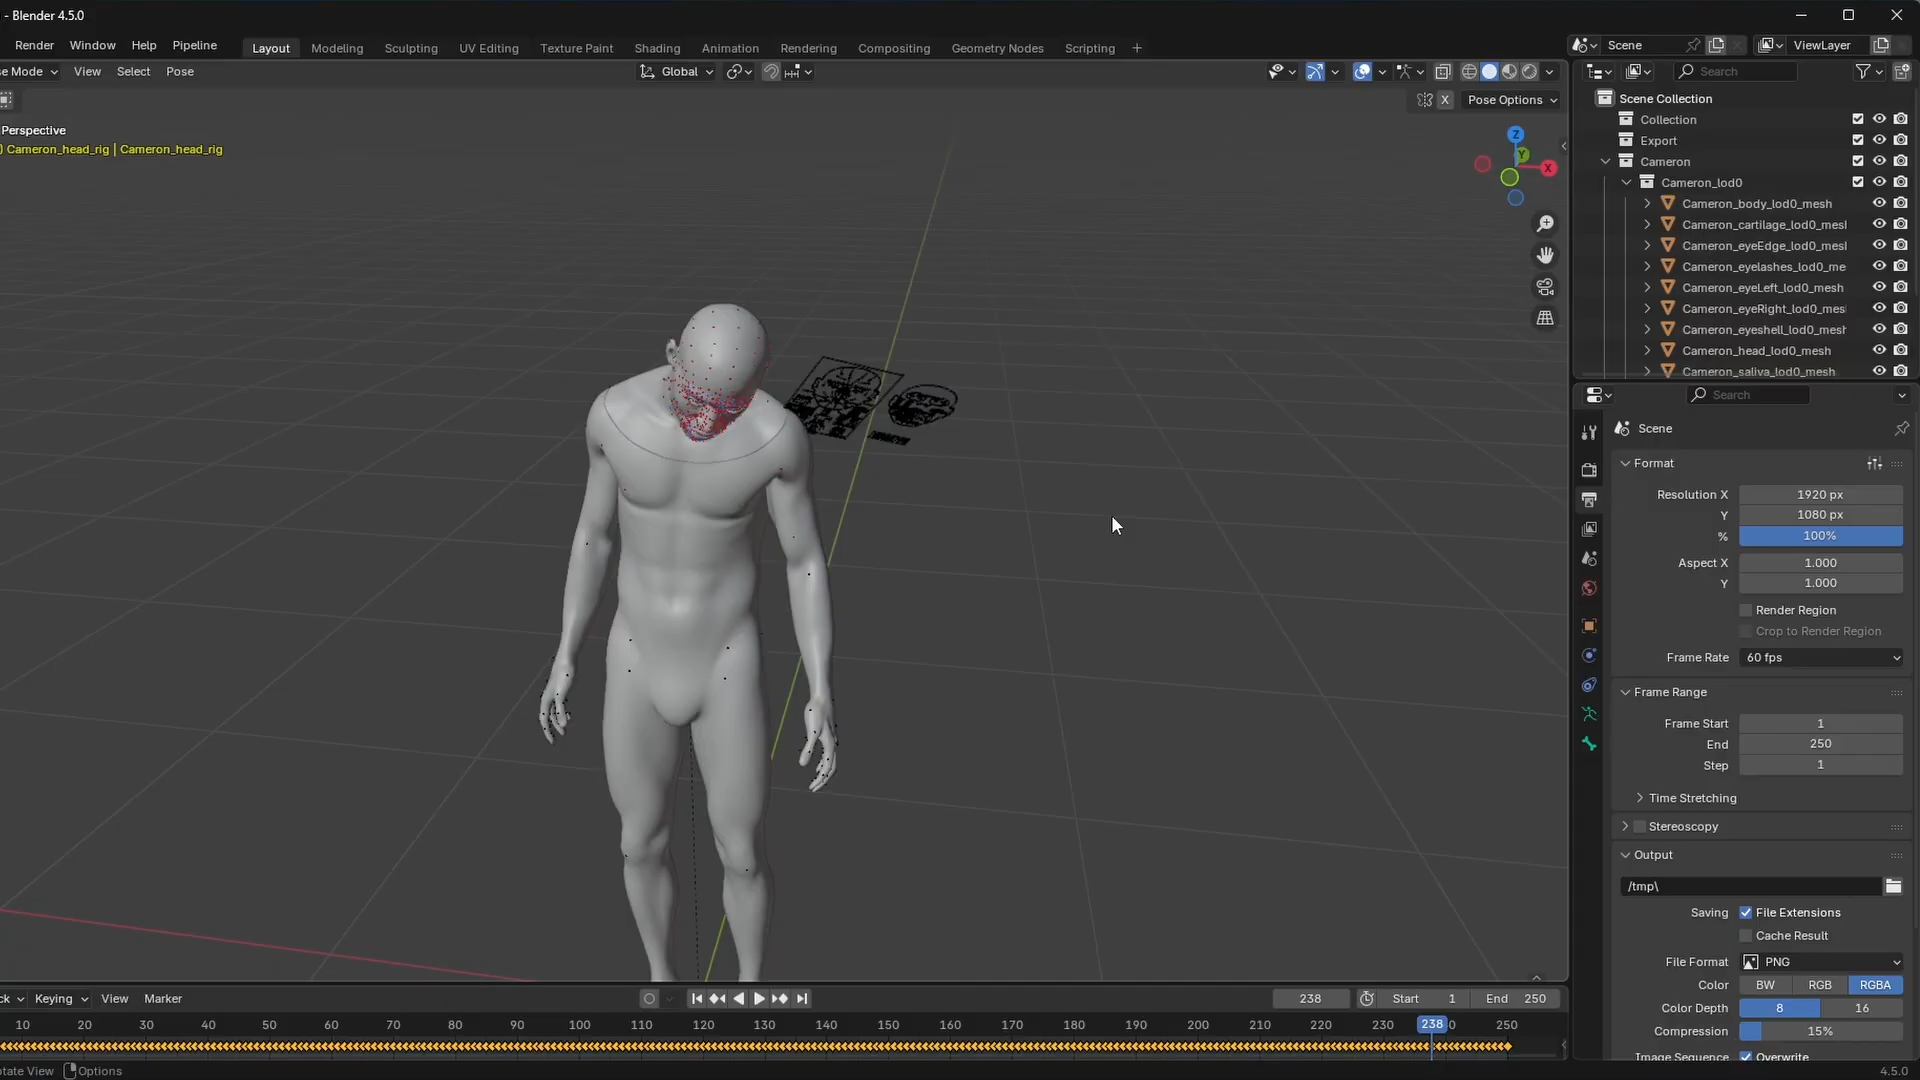 - Blender 4.5.0
Render Window Help Pipeline Layout Modeling Sculpting UV Editing Texture Paint Shading Animation Rendering Compositing Geometry Nodes Scripting + Scene ViewLayer
se Mode View Select Pose Global Search
X Pose Options
Perspective
) Cameron_head_rig | Cameron_head_rig
Z
Y
X
Scene Collection
Collection
Export
Cameron
Cameron_lod0
Cameron_body_lod0_mesh
Cameron_cartilage_lod0_mesl
Cameron_eyeEdge_lod0_mesl
Cameron_eyelashes_lod0_me
Cameron_eyeLeft_lod0_mesh
Cameron_eyeRight_lod0_mes
Cameron_eyeshell_lod0_mesh
Cameron_head_lod0_mesh
Cameron_saliva_lod0_mesh
Search
Scene
Format
Resolution X 1920 px
Y 1080 px
% 100%
Aspect X 1.000
Y 1.000
Render Region
Crop to Render Region
Frame Rate 60 fps
Frame Range
Frame Start 1
End 250
Step 1
Time Stretching
Stereoscopy
Output
/tmp\
Saving File Extensions
Cache Result
File Format PNG
Color BW RGB RGBA
Color Depth 8 16
Compression 15%
Image Sequence Overwrite
ck Keying View Marker 238 Start 1 End 250
10 20 30 40 50 60 70 80 90 100 110 120 130 140 150 160 170 180 190 200 210 220 230 238 0 250
otate View Options 4.5.0